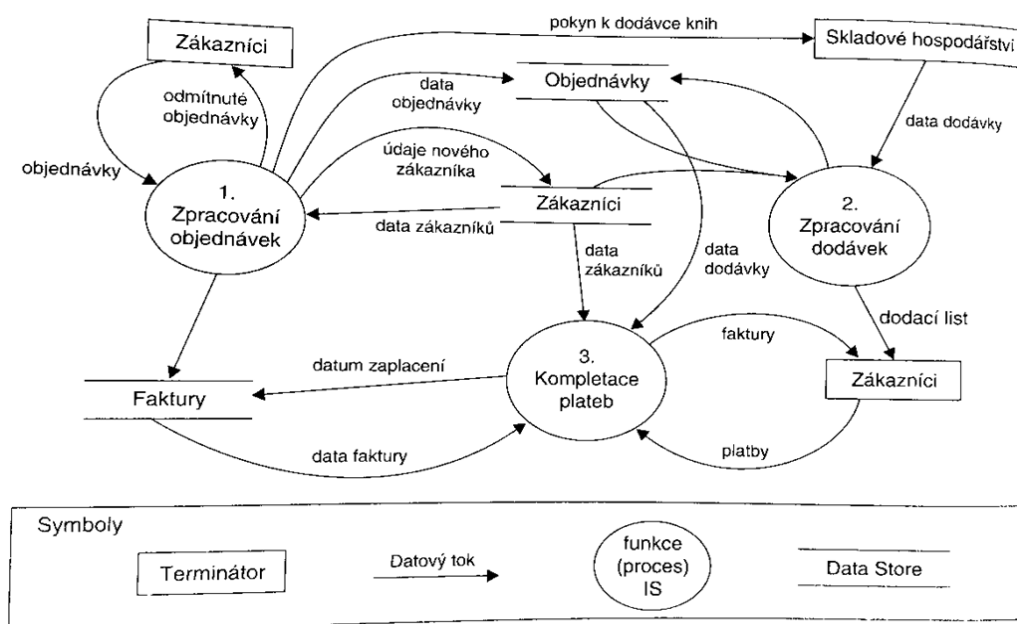 pokyn k dodávce knih
Zákazníci
Skladové hospodářství
odmítnuté
objednávky
data
objednávky
Objednávky
data dodávky
objednávky
údaje nového
zákazníka
1.
Zpracování
objednávek
Zákazníci
data zákazníků
2.
Zpracování
dodávek
data
zákazníků
data
dodávky
dodací list
faktury
datum zaplacení
3.
Kompletace
plateb
Zákazníci
Faktury
data faktury
platby
Symboly
Terminátor
Datový tok
funkce
(proces)
IS
Data Store